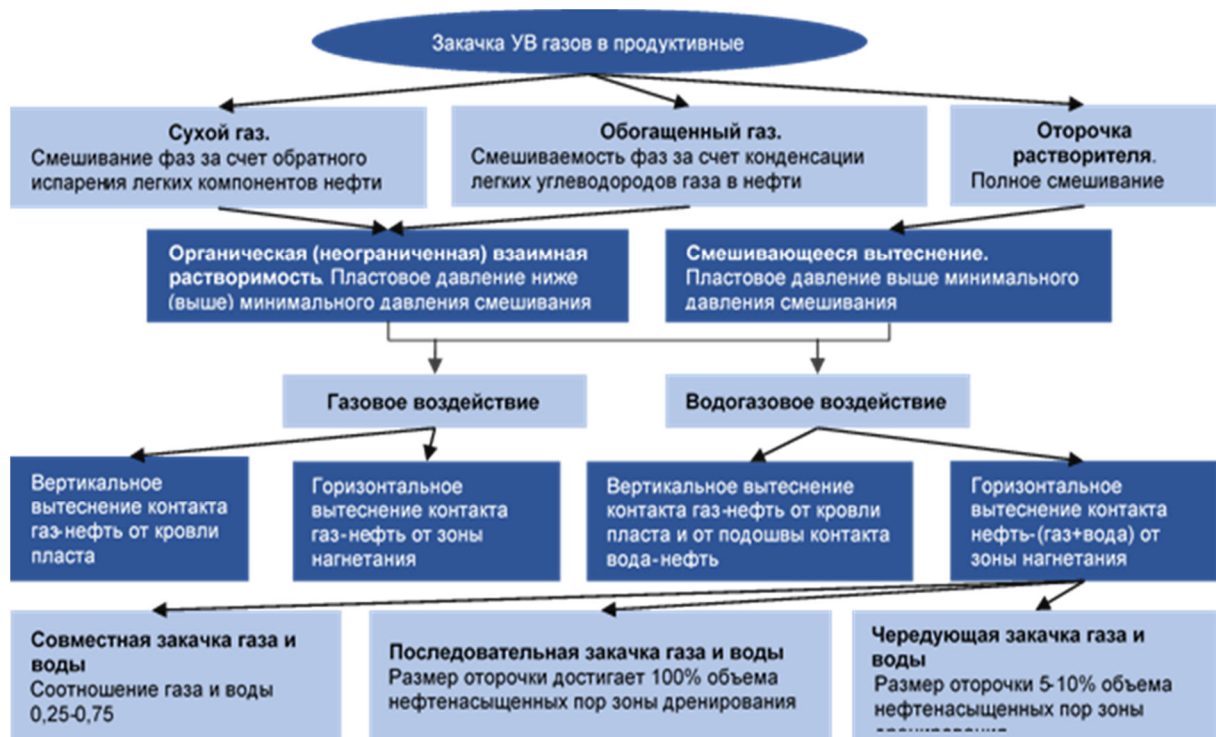 Закачка УВ газов в продуктивные
Сухой газ.
Смешивание фаз за счет обратного
испарения легких компонентов нефти
Обогащенный газ.
Смешиваемость фаз за счет конденсации
легких углеводородов газа в нефти
Оторочка
растворителя.
Полное смешивание
Органическая (неограниченная) взаимная
растворимость. Пластовое давление ниже
(выше) минимального давления смешивания
Смешивающееся вытеснение.
Пластовое давление выше минимального
давления смешивания
Газовое воздействие
Водогазовое воздействие
Вертикальное
вытеснение контакта
газ-нефть от кровли
пласта
Горизонтальное
вытеснение контакта
газ-нефть от зоны
нагнетания
Вертикальное вытеснение
контакта газ-нефть от кровли
пласта и от подошвы контакта
вода-нефть
Горизонтальное
вытеснение контакта
нефть-(газ+вода) от
зоны нагнетания
Совместная закачка газа и
воды
Соотношение газа и воды
0,25-0,75
Последовательная закачка газа и воды
Размер оторочки достигает 100% объема
нефтенасыщенных пор зоны дренирования
Чередующая закачка газа и
воды
Размер оторочки 5-10% объема
нефтенасыщенных пор зоны